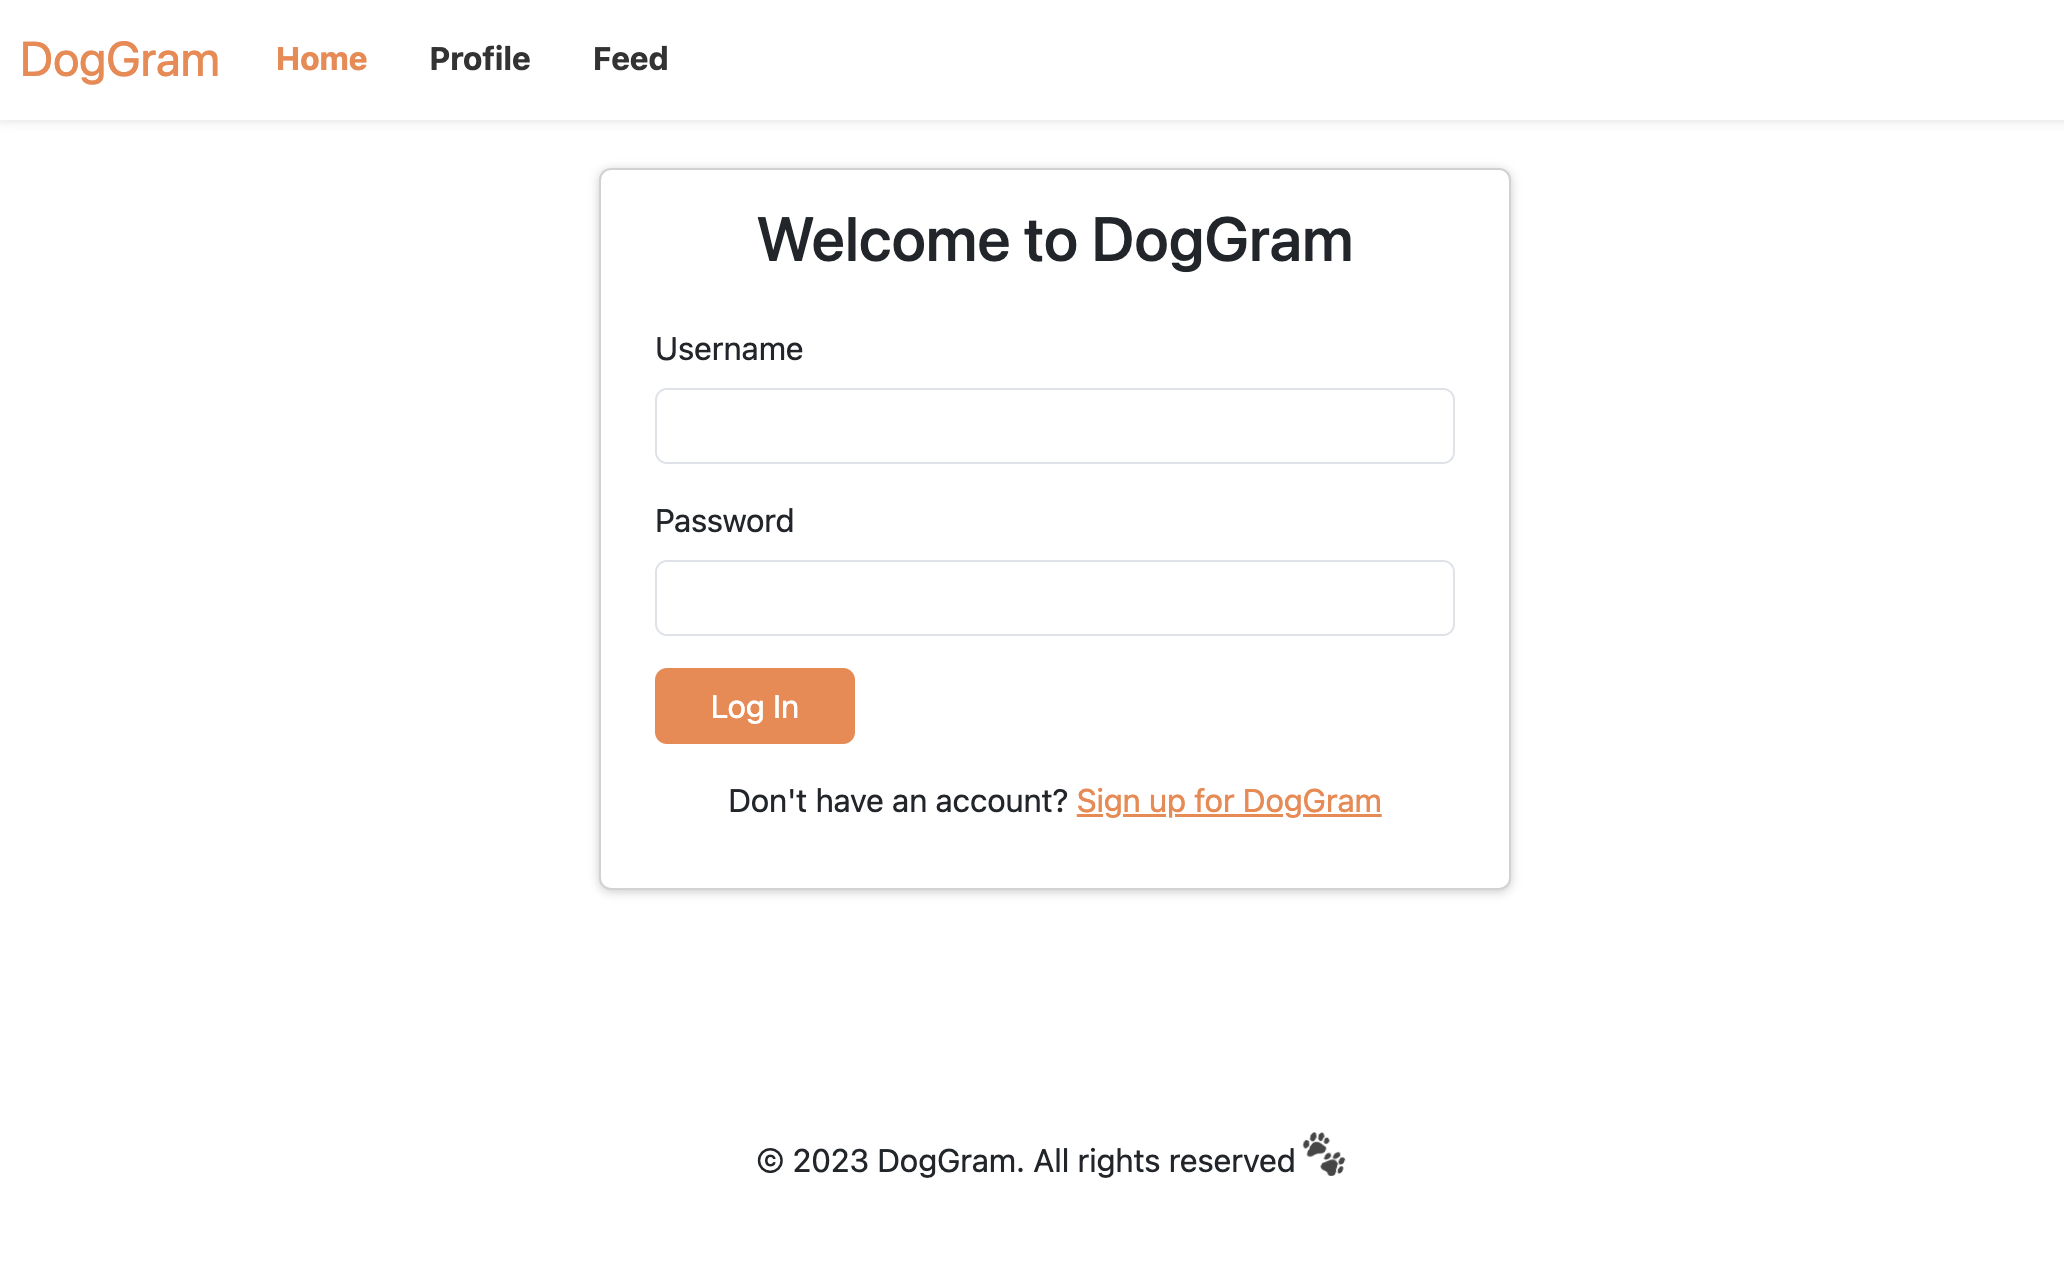 DogGram Home Profile Feed
Welcome to DogGram
Username
Password
Log In
Don't have an account? Sign up for DogGram
© 2023 DogGram. All rights reserved